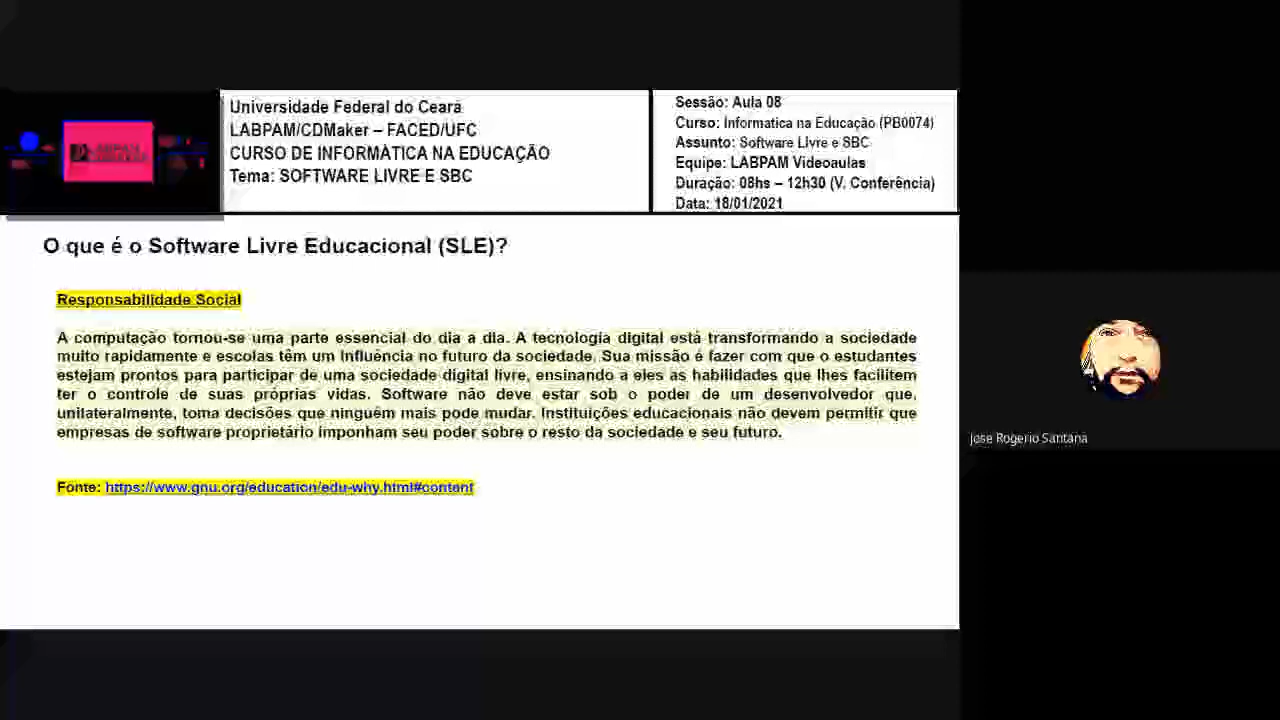 Universidade Federal do Ceará
LABPAM/CDMaker – FACED/UFC
CURSO DE INFORMÁTICA NA EDUCAÇÃO
Tema: SOFTWARE LIVRE E SBC
Sessão: Aula 08
Curso: Informatica na Educação (PB0074)
Assunto: Software Livre e SBC
Equipe: LABPAM Videoaulas
Duração: 08hs – 12h30 (V. Conferência)
Data: 18/01/2021
O que é o Software Livre Educacional (SLE)?
Responsabilidade Social
A computação tornou-se uma parte essencial do dia a dia. A tecnologia digital está transformando a sociedade
muito rapidamente e escolas têm um influência no futuro da sociedade. Sua missão é fazer com que o estudantes
estejam prontos para participar de uma sociedade digital livre, ensinando a eles as habilidades que lhes facilitem
ter o controle de suas próprias vidas. Software não deve estar sob o poder de um desenvolvedor que,
unilateralmente, toma decisões que ninguém mais pode mudar. Instituições educacionais não devem permitir que
empresas de software proprietário imponham seu poder sobre o resto da sociedade e seu futuro.
Fonte: https://www.gnu.org/education/edu-why.html#content
Jose Rogerio Santana